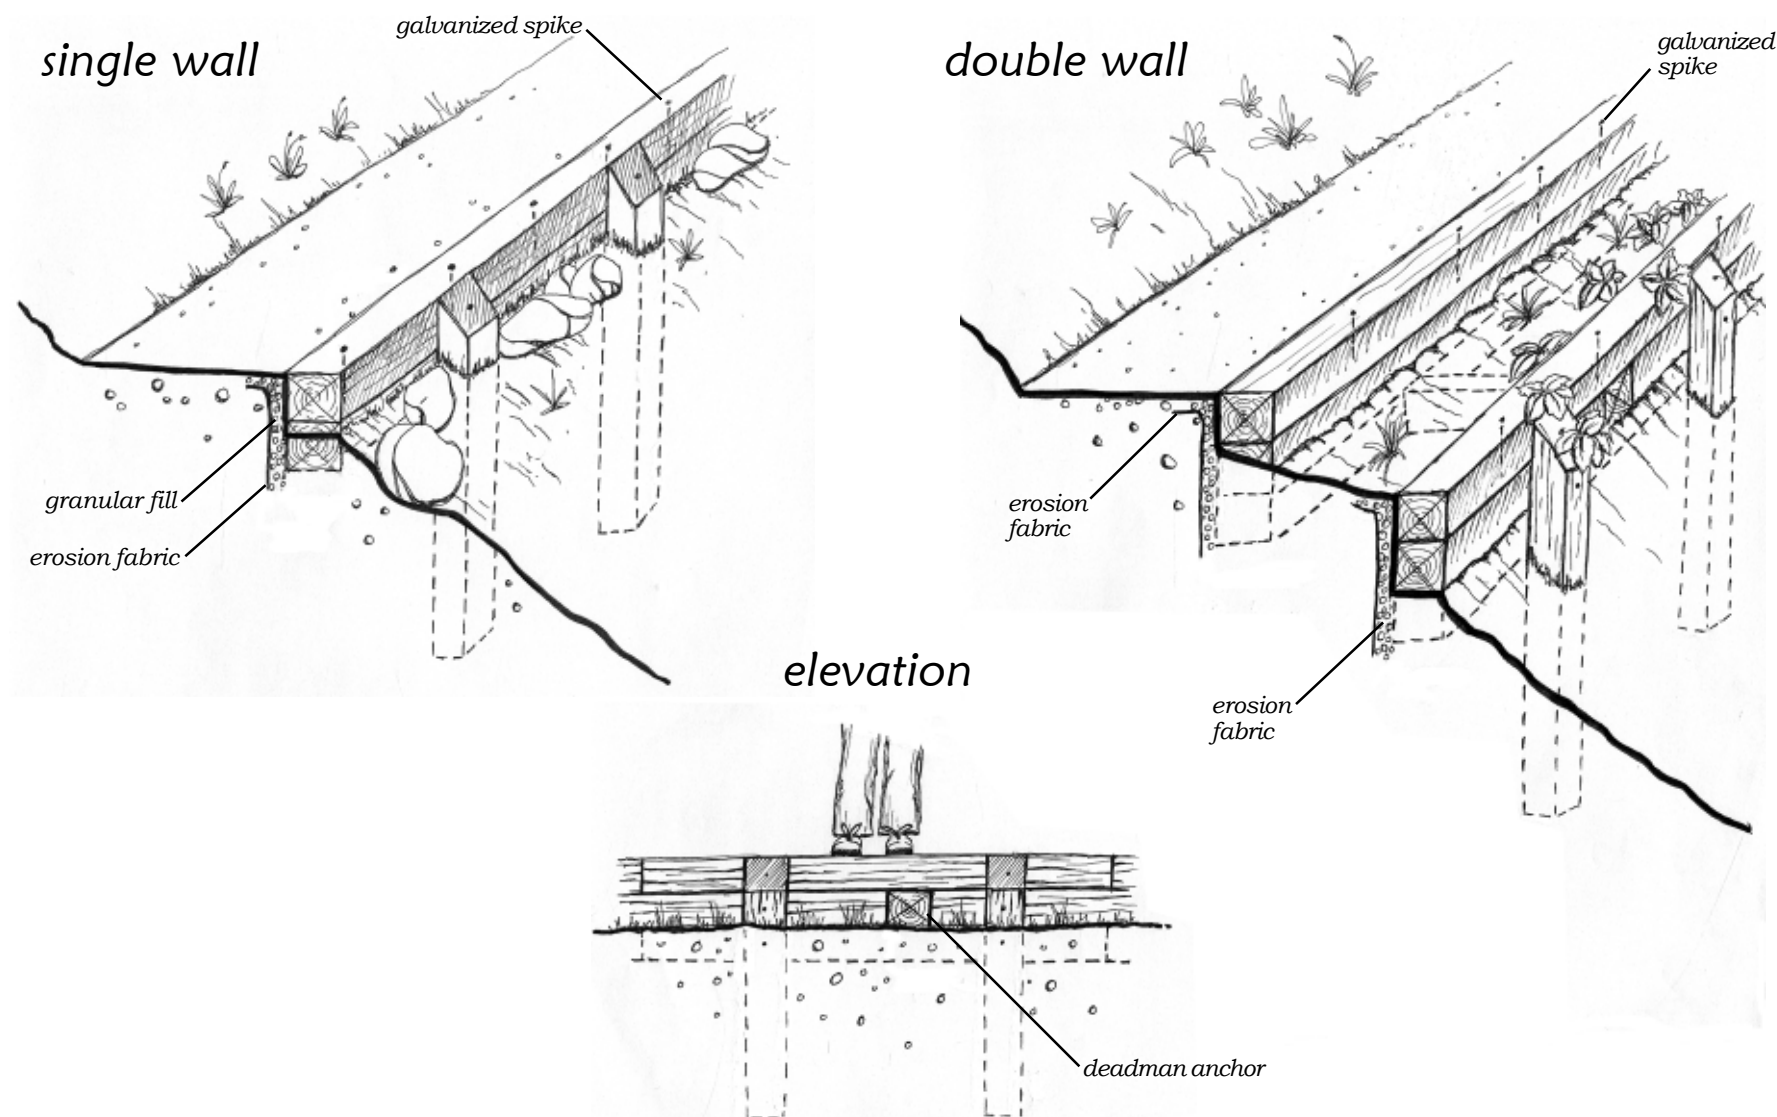 single wall
galvanized spike
granular fill
erosion fabric
double wall
galvanized
spike
erosion
fabric
erosion
fabric
elevation
deadman anchor